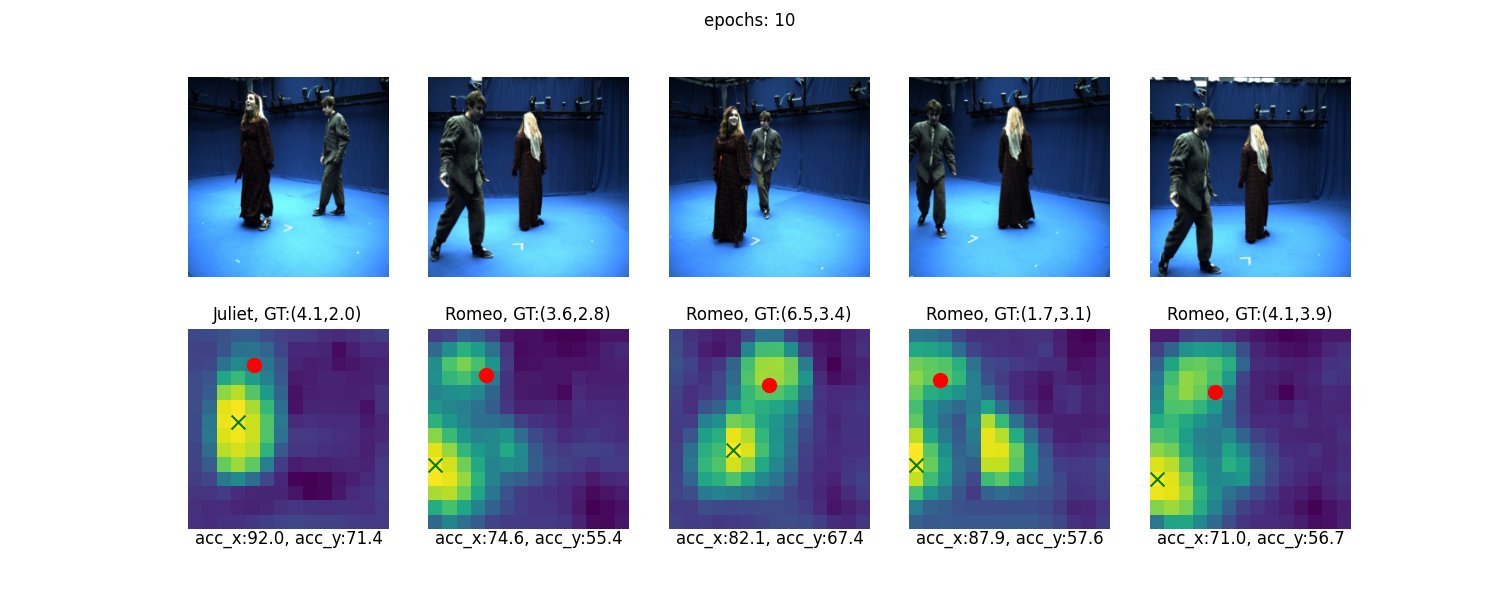 epochs: 10
Juliet, GT:(4.1,2.0)
Romeo, GT:(3.6,2.8)
Romeo, GT:(6.5,3.4)
Romeo, GT:(1.7,3.1)
Romeo, GT:(4.1,3.9)
acc_x:92.0, acc_y:71.4
acc_x:74.6, acc_y:55.4
acc_x:82.1, acc_y:67.4
acc_x:87.9, acc_y:57.6
acc_x:71.0, acc_y:56.7